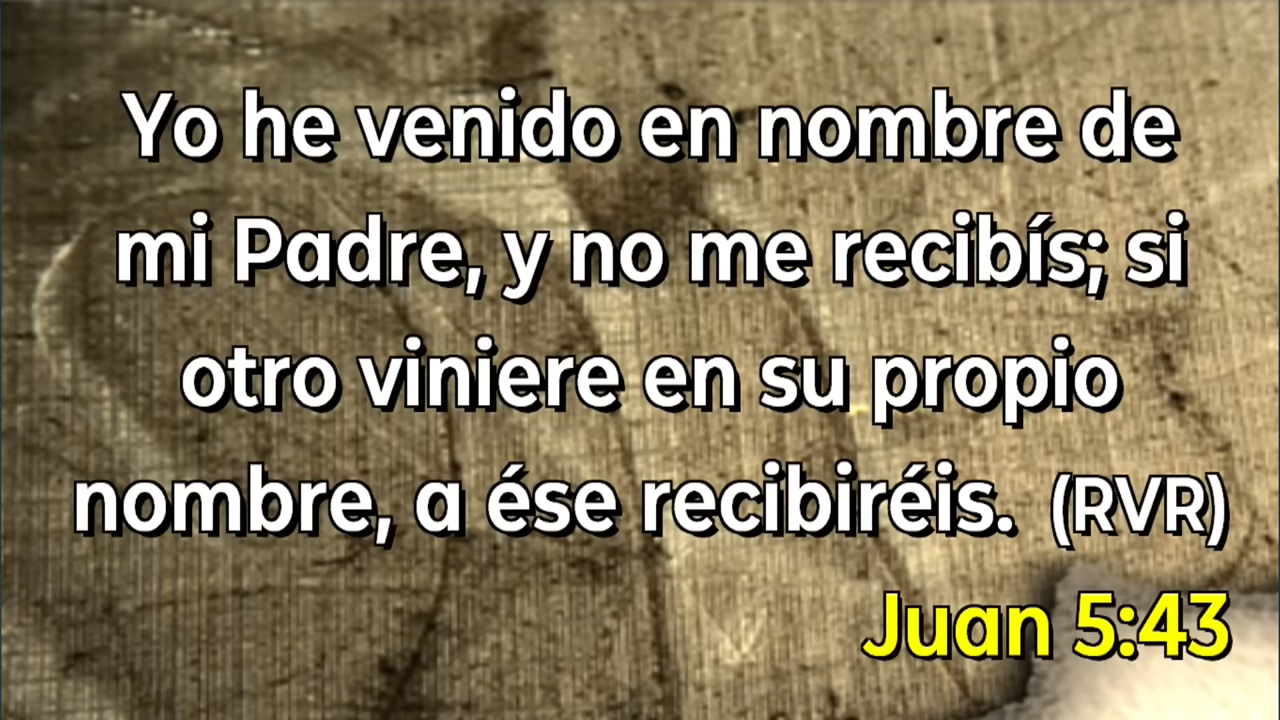 Yo he venido en nombre de
mi Padre, y no me recibís; si
otro viniere en su propio
nombre, a ése recibiréis. (RVR)
Juan 5:43